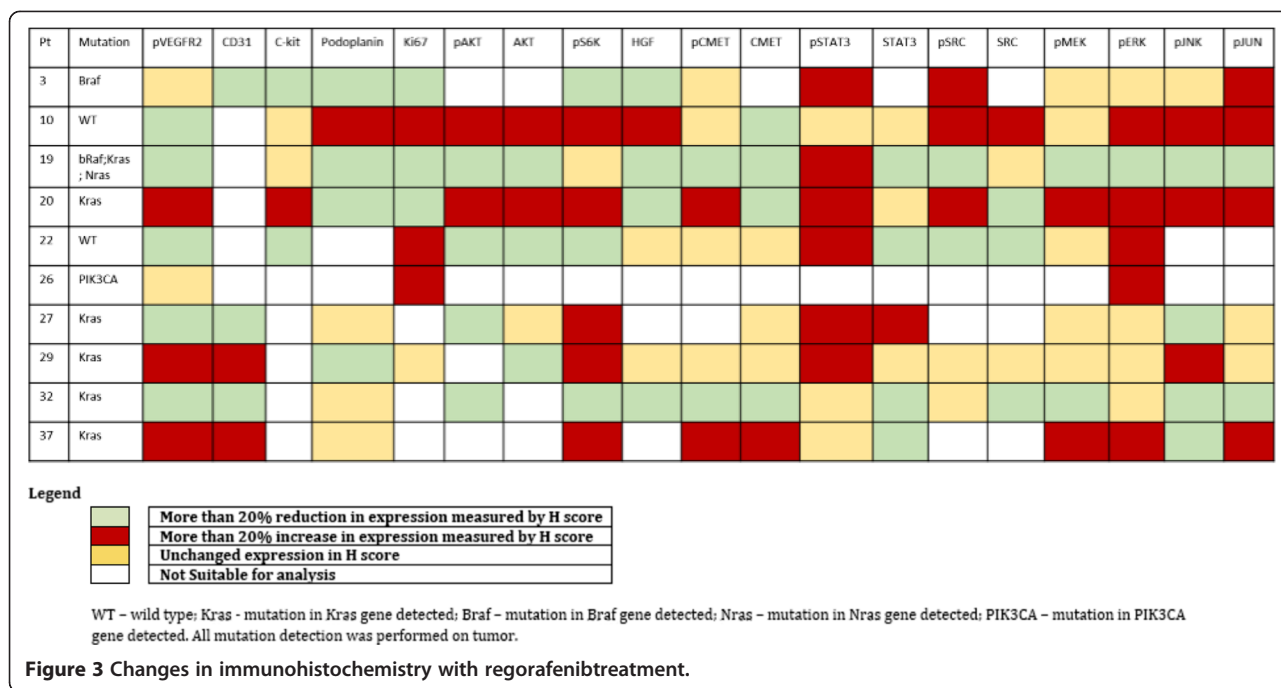 Pt Mutation pVEGFR2 CD31 C-kit Podoplanin Ki67 pAKT AKT pS6K HGF pCMET CMET pSTAT3 STAT3 pSRC SRC pMEK pERK pJNK pJUN
3 Braf
10 WT
19 bRaf;Kras
; Nras
20 Kras
22 WT
26 PIK3CA
27 Kras
29 Kras
32 Kras
37 Kras
Legend
More than 20% reduction in expression measured by H score
More than 20% increase in expression measured by H score
Unchanged expression in H score
Not Suitable for analysis
WT – wild type; Kras - mutation in Kras gene detected; Braf – mutation in Braf gene detected; Nras – mutation in Nras gene detected; PIK3CA – mutation in PIK3CA
gene detected. All mutation detection was performed on tumor.
Figure 3 Changes in immunohistochemistry with regorafenibtreatment.